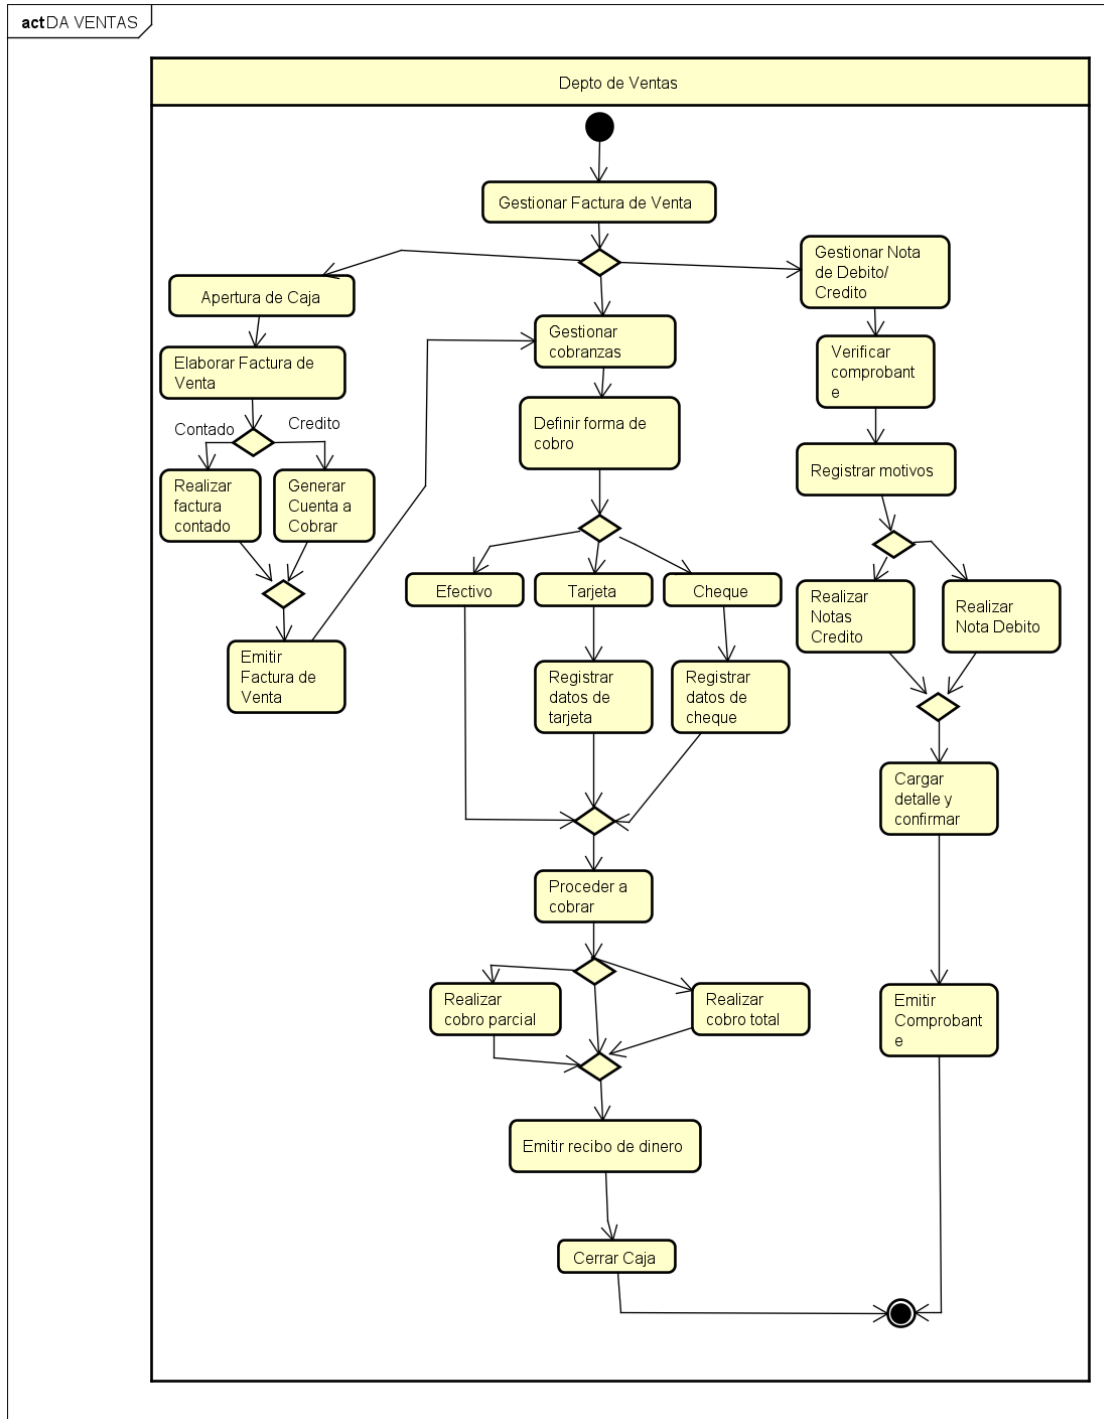 act DA VENTAS
Depto de Ventas
Gestionar Factura de Venta
Gestionar Nota
de Debito/
Credito
Apertura de Caja
Gestionar
cobranzas
Verificar
comprobant
e
Elaborar Factura de
Venta
Definir forma de
cobro
Contado
Credito
Registrar motivos
Realizar
factura
contado
Generar
Cuenta a
Cobrar
Efectivo
Tarjeta
Cheque
Realizar
Notas
Credito
Realizar
Nota Debito
Emitir
Factura de
Venta
Registrar
datos de
tarjeta
Registrar
datos de
cheque
Cargar
detalle y
confirmar
Proceder a
cobrar
Realizar
cobro parcial
Realizar
cobro total
Emitir
Comprobant
e
Emitir recibo de dinero
Cerrar Caja